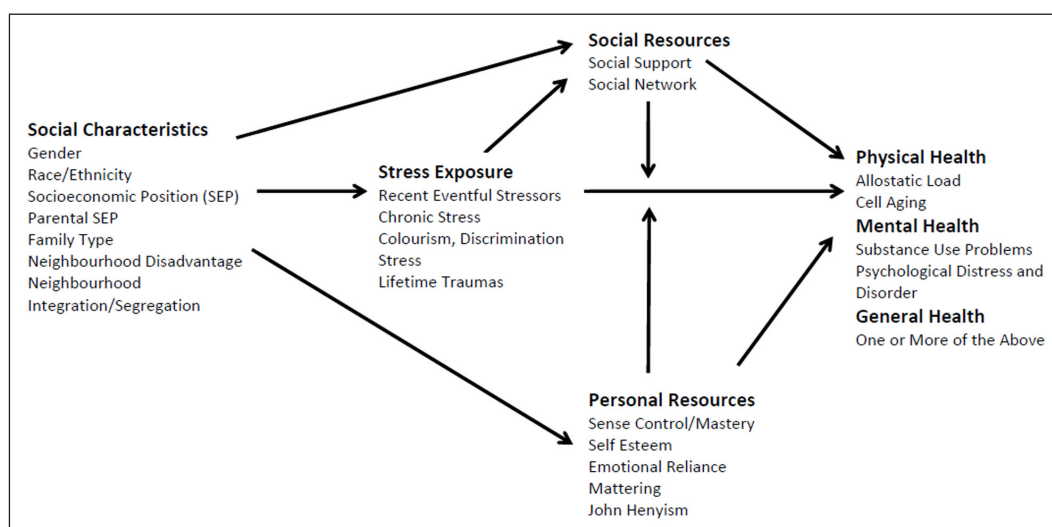 Social Resources
Social Support
Social Network
Social Characteristics
Gender
Race/Ethnicity
Socioeconomic Position (SEP)
Parental SEP
Family Type
Neighbourhood Disadvantage
Neighbourhood
Integration/Segregation
Stress Exposure
Recent Eventful Stressors
Chronic Stress
Colourism, Discrimination
Stress
Lifetime Traumas
Physical Health
Allostatic Load
Cell Aging
Mental Health
Substance Use Problems
Psychological Distress and
Disorder
General Health
One or More of the Above
Personal Resources
Sense Control/Mastery
Self Esteem
Emotional Reliance
Mattering
John Henyism